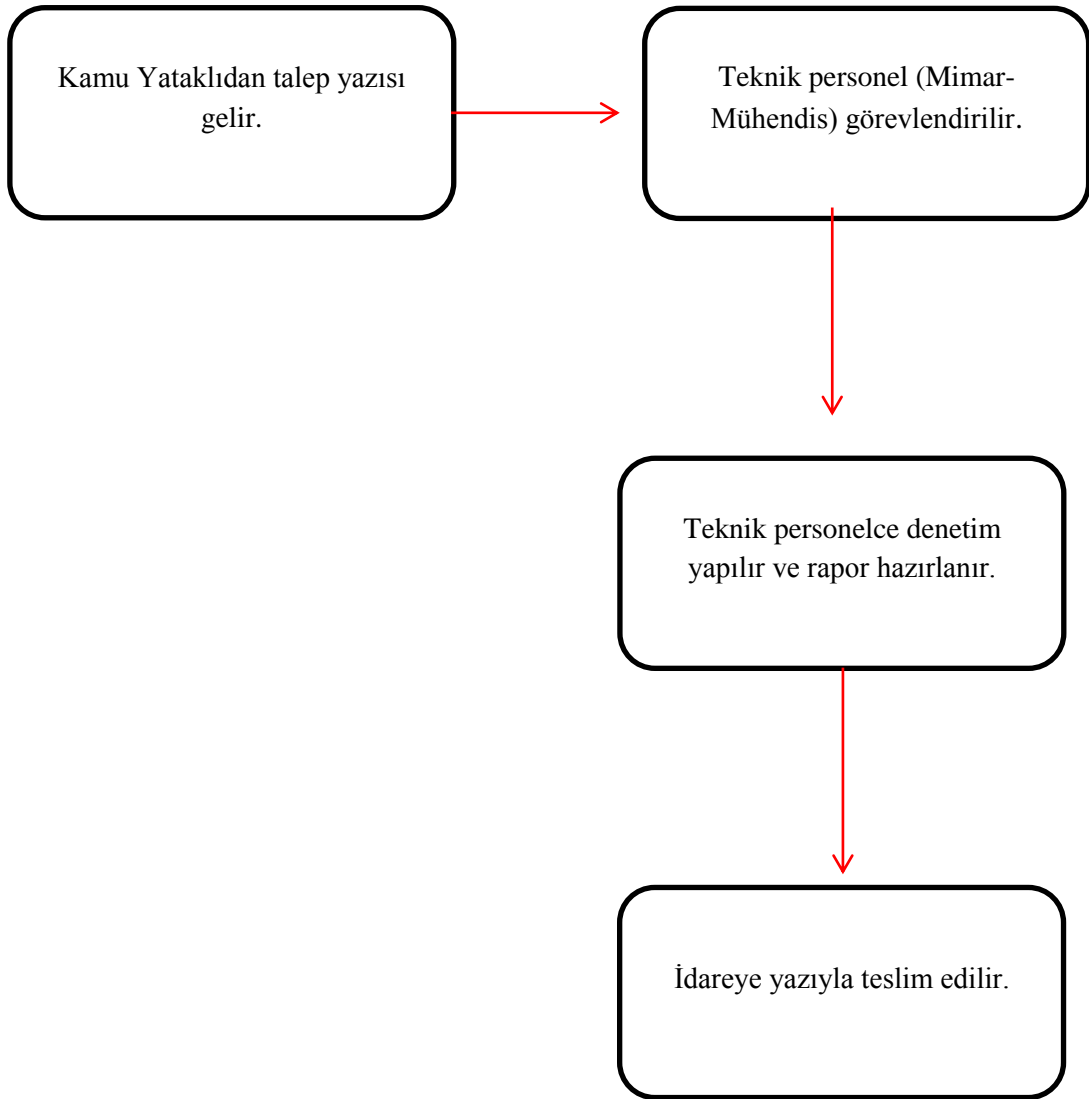 Kamu Yataklıdan talep yazısı
gelir.
Teknik personel (Mimar-
Mühendis) görevlendirilir.
Teknik personelce denetim
yapılır ve rapor hazırlanır.
İdareye yazıyla teslim edilir.